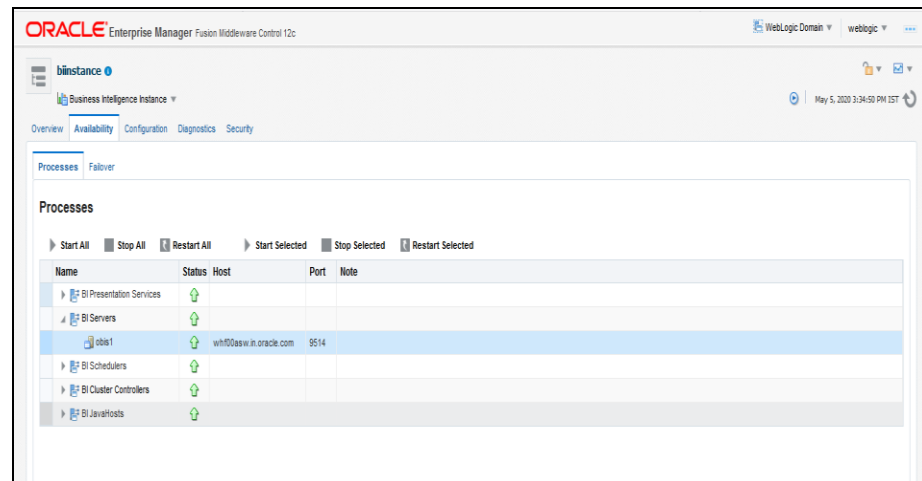 ORACLE Enterprise Manager Fusion Middleware Control 12c WebLogic Domain weblogic
biinstance
Business Intelligence Instance May 5, 2020 3:34:50 PM IST
Overview Availability Configuration Diagnostics Security
Processes Failover
Processes
Start All Stop All Restart All Start Selected Stop Selected Restart Selected
Name Status Host Port Note
BI Presentation Services
BI Servers
obis1 whf00asw.in.oracle.com 9514
BI Schedulers
BI Cluster Controllers
BI JavaHosts